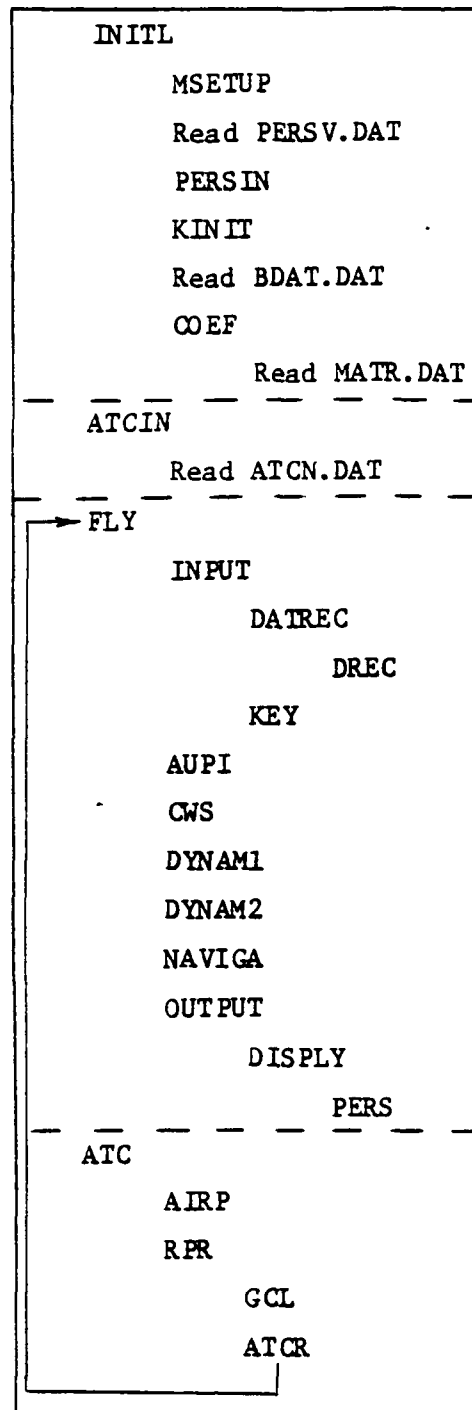 INITL
MSETUP
Read PERSV.DAT
PERSIN
KINIT
Read BDAT.DAT
COEF
Read MATR.DAT
ATCIN
Read ATCN.DAT
FLY
INPUT
DATREC
DREC
KEY
AUPI
CWS
DYNAM1
DYNAM2
NAVIGA
OUTPUT
DISPLY
PERS
ATC
AIRP
RPR
GCL
ATCR